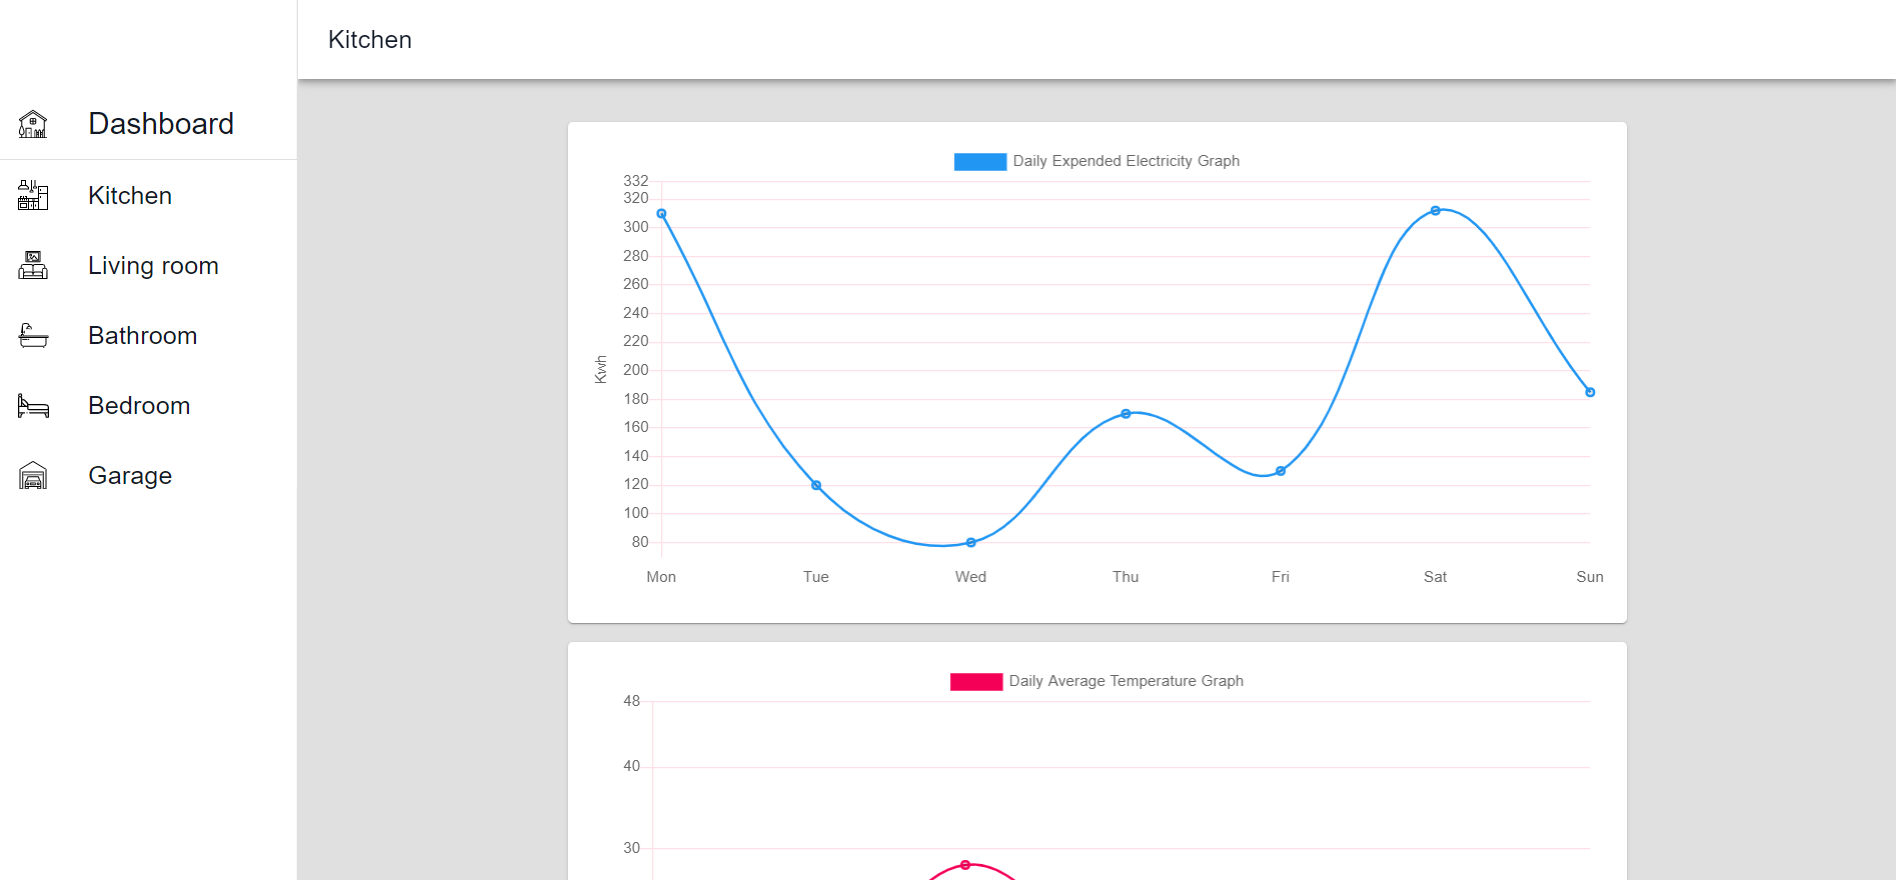 Kitchen
Dashboard
Kitchen
Living room
Bathroom
Bedroom
Garage
Daily Expended Electricity Graph
332
320
300
280
260
240
220
200
180
160
140
120
100
80
Kwh
Mon Tue Wed Thu Fri Sat Sun
Daily Average Temperature Graph
48
40
30